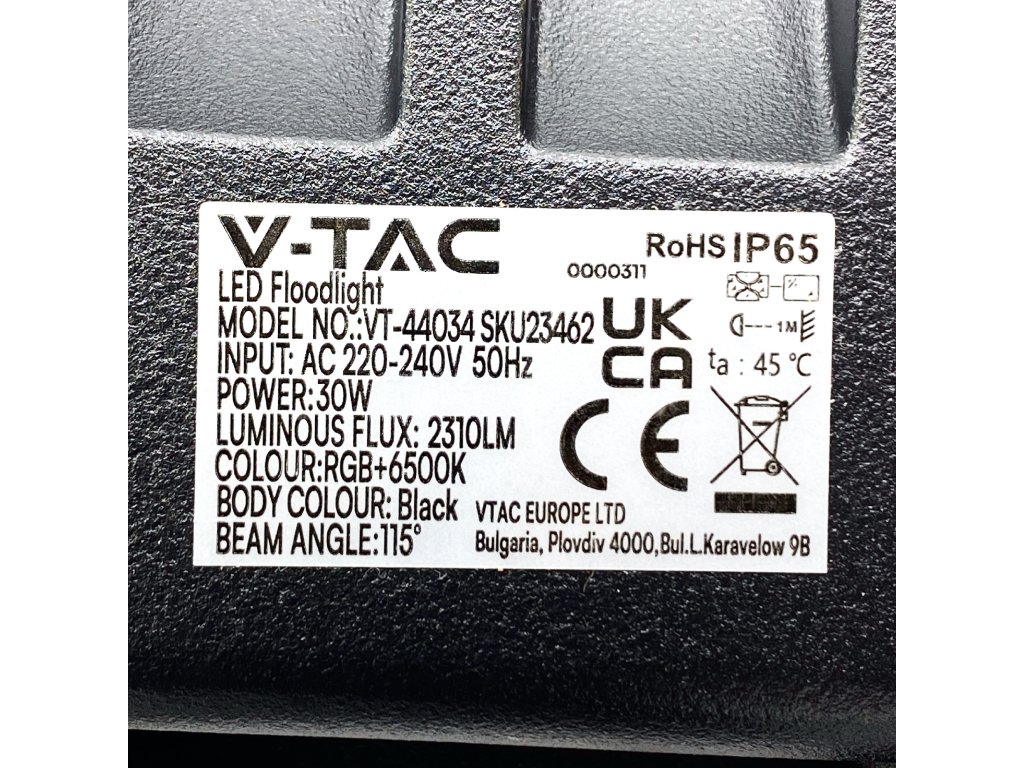 V-TAC
RoHS IP65
0000311
LED Floodlight
MODEL NO.:VT-44034 SKU23462
INPUT: AC 220-240V 50Hz
POWER:30W
LUMINOUS FLUX: 2310LM
COLOUR:RGB+6500K
BODY COLOUR: Black
BEAM ANGLE:115°
UK
CA
CE
1M
ta : 45 °C
VTAC EUROPE LTD
Bulgaria, Plovdiv 4000,Bul.L.Karavelow 9B